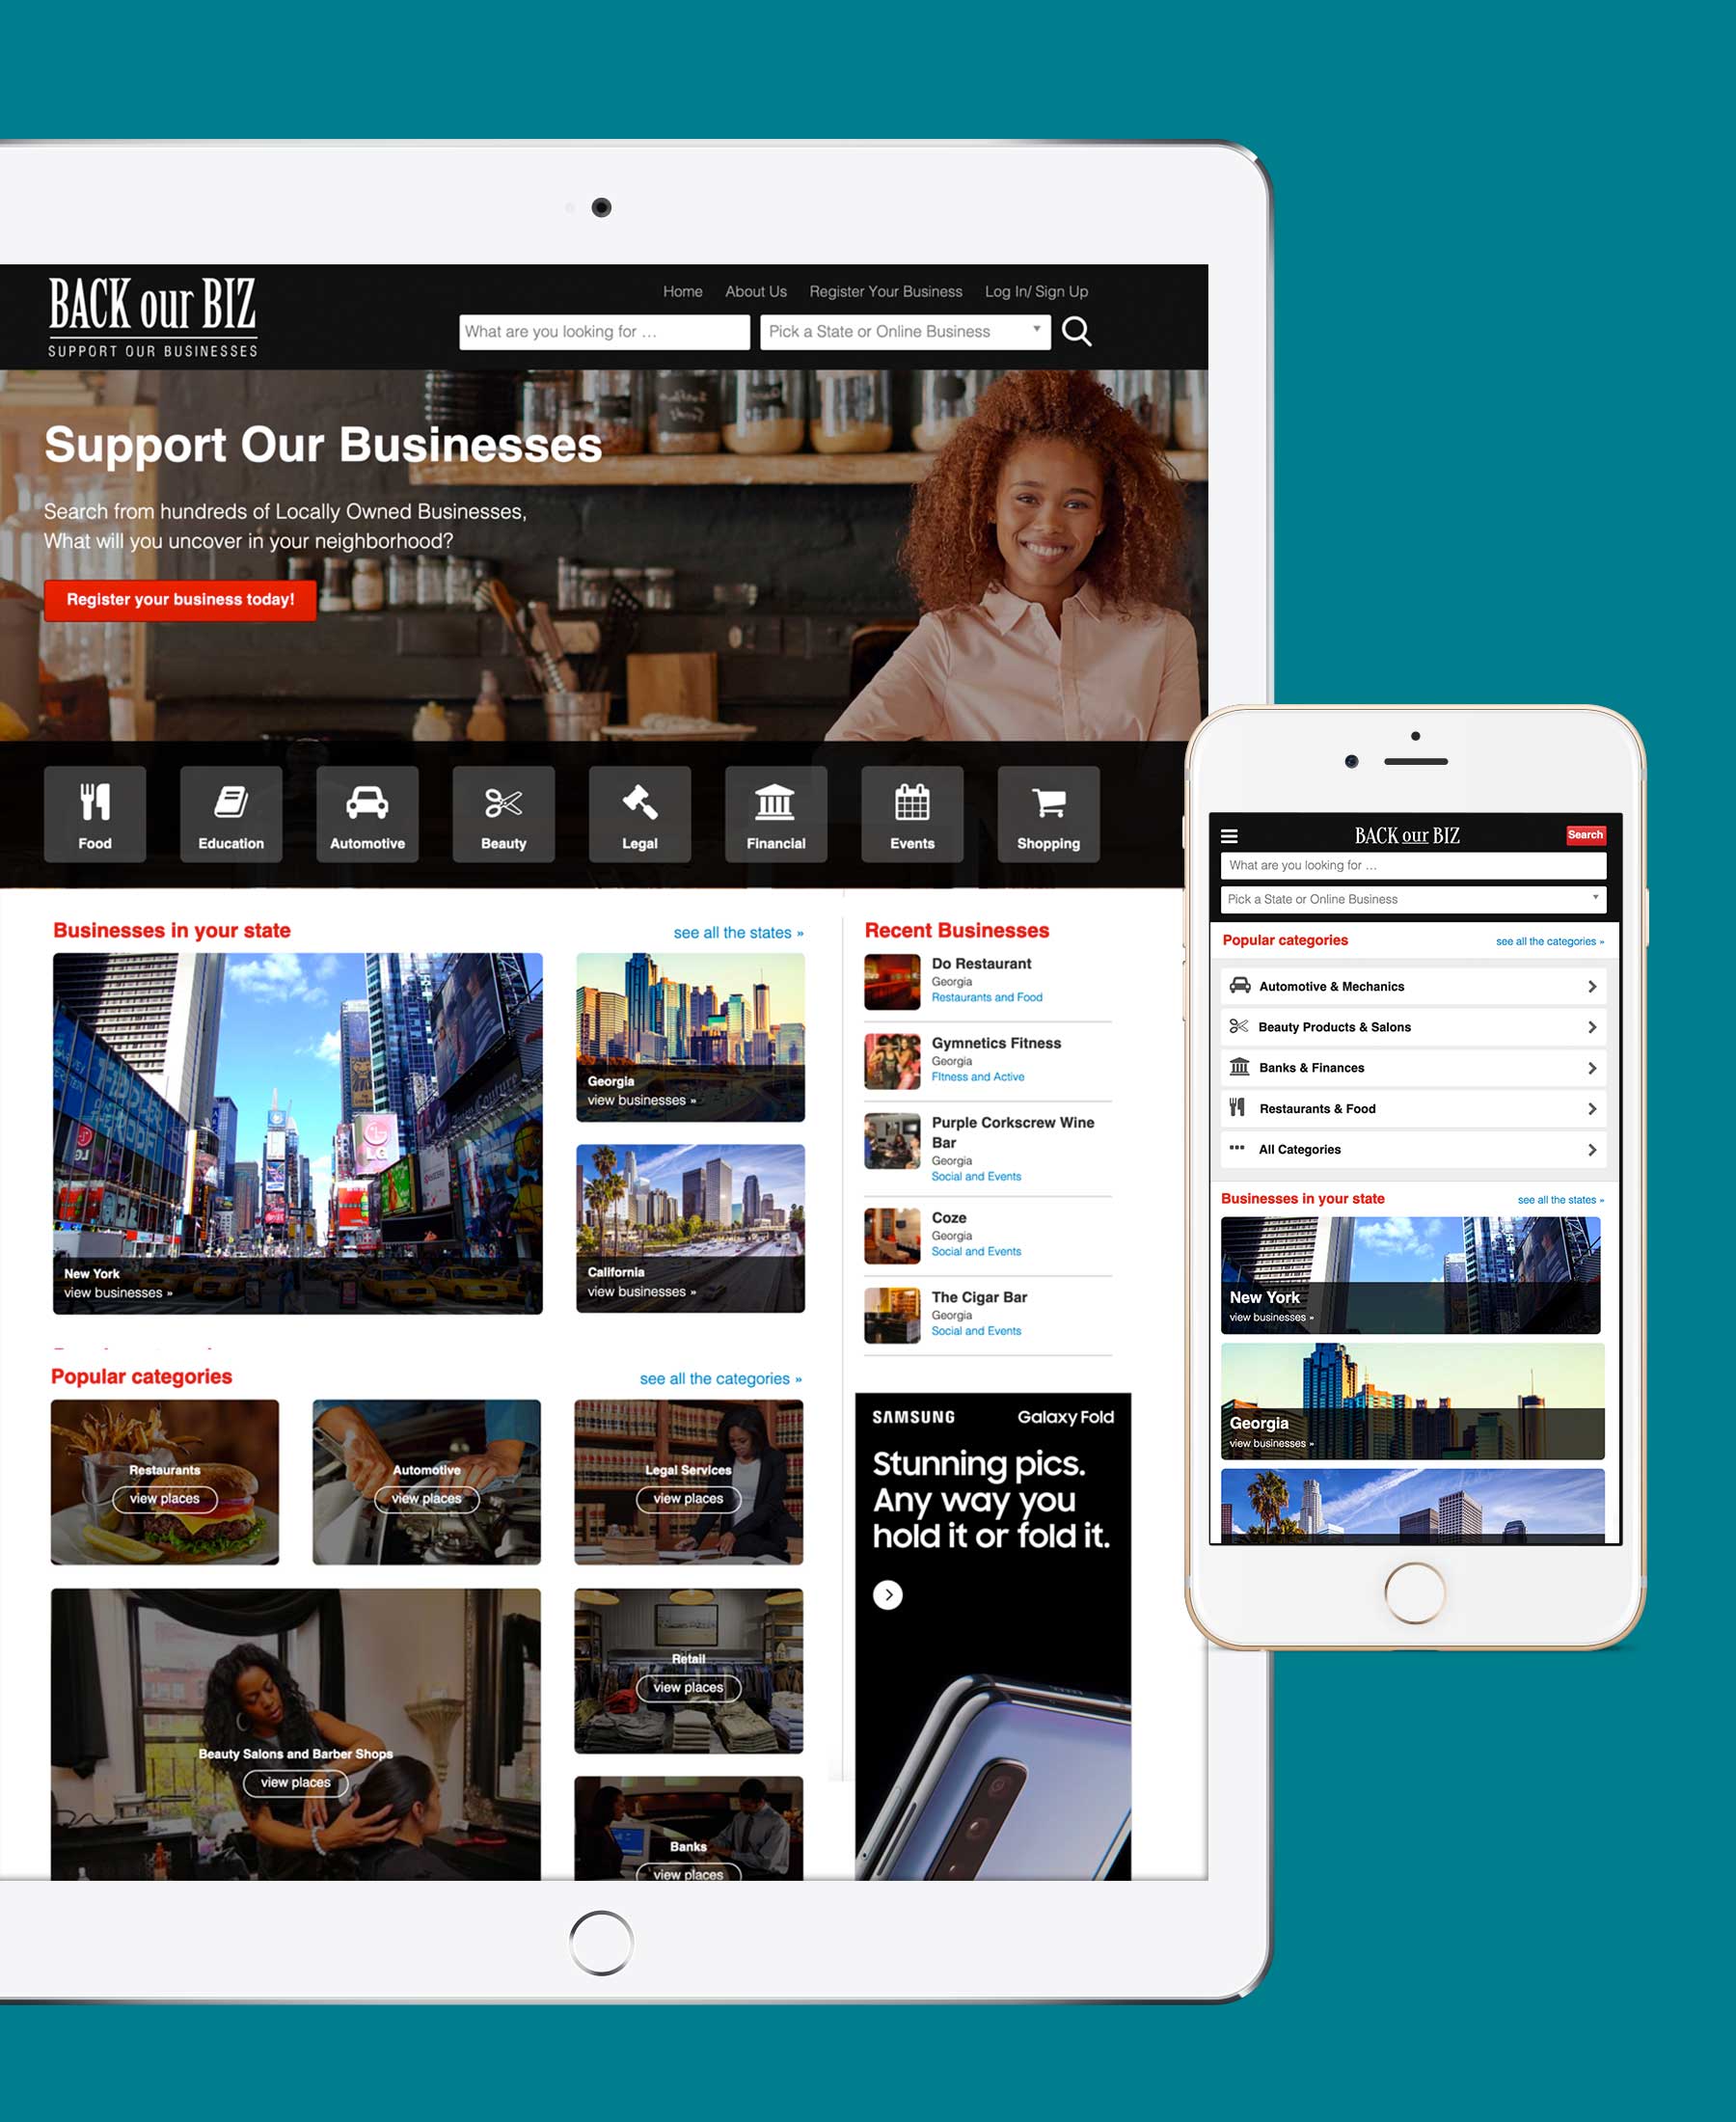 BACK our BIZ
SUPPORT OUR BUSINESSES
Home About Us Register Your Business Log In/ Sign Up
What are you looking for ...
Pick a State or Online Business
Support Our Businesses
Search from hundreds of Locally Owned Businesses,
What will you uncover in your neighborhood?
Register your business today!
Food
Education
Automotive
Beauty
Legal
Financial
Events
Shopping
Businesses in your state
see all the states »
LG
New York
view businesses »
Georgia
view businesses »
California
view businesses »
Popular categories
see all the categories »
Restaurants
view places
Automotive
view places
Legal Services
view places
Beauty Salons and Barber Shops
view places
Retail
view places
Banks
view places
Recent Businesses
Do Restaurant
Georgia
Restaurants and Food
Gymnetics Fitness
Georgia
Fitness and Active
Purple Corkscrew Wine
Bar
Georgia
Social and Events
Coze
Georgia
Social and Events
The Cigar Bar
Georgia
Social and Events
SAMSUNG
Galaxy Fold
Stunning pics.
Any way you
hold it or fold it.
BACK our BIZ
Search
What are you looking for ...
Pick a State or Online Business
Popular categories
see all the categories »
Automotive & Mechanics
Beauty Products & Salons
Banks & Finances
Restaurants & Food
All Categories
Businesses in your state
see all the states »
New York
view businesses »
Georgia
view businesses »